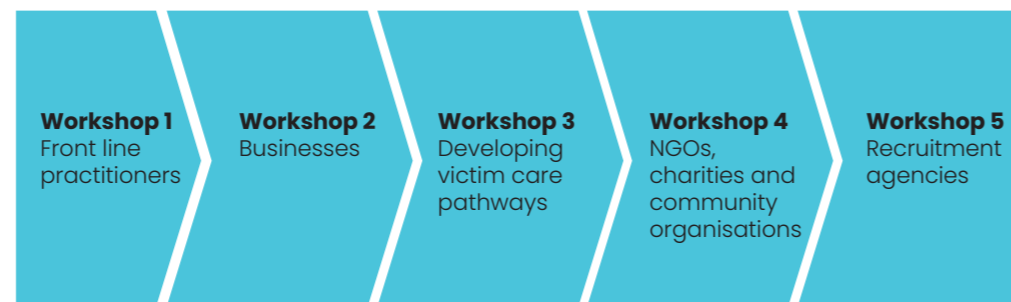 Workshop 1
Front line
practitioners
Workshop 2
Businesses
Workshop 3
Developing
victim care
pathways
Workshop 4
NGOs,
charities and
community
organisations
Workshop 5
Recruitment
agencies